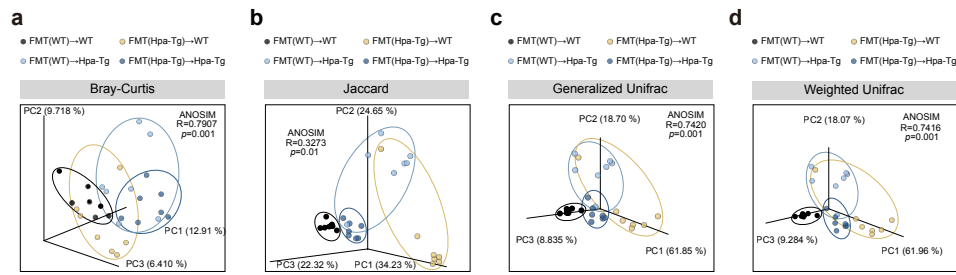 a
FMT(WT)→WT FMT(Hpa-Tg)→WT
FMT(WT)→Hpa-Tg FMT(Hpa-Tg)→Hpa-Tg
Bray-Curtis
PC2 (9.718 %)
ANOSIM
R=0.7907
p=0.001
PC1 (12.91 %)
PC3 (6.410 %)
b
FMT(WT)→WT FMT(Hpa-Tg)→WT
FMT(WT)→Hpa-Tg FMT(Hpa-Tg)→Hpa-Tg
Jaccard
PC2 (24.65 %)
ANOSIM
R=0.3273
p=0.01
PC3 (22.32 %) PC1 (34.23 %)
c
FMT(WT)→WT FMT(Hpa-Tg)→WT
FMT(WT)→Hpa-Tg FMT(Hpa-Tg)→Hpa-Tg
Generalized Unifrac
PC2 (18.70 %)
ANOSIM
R=0.7420
p=0.001
PC3 (8.835 %)
PC1 (61.85 %)
d
FMT(WT)→WT FMT(Hpa-Tg)→WT
FMT(WT)→Hpa-Tg FMT(Hpa-Tg)→Hpa-Tg
Weighted Unifrac
PC2 (18.07 %)
ANOSIM
R=0.7416
p=0.001
PC3 (9.284 %)
PC1 (61.96 %)